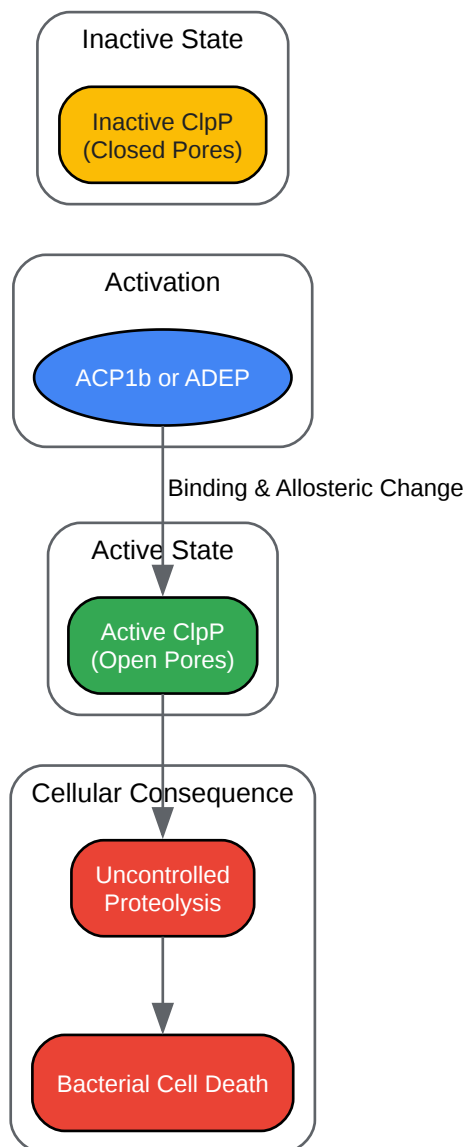 Inactive State
Inactive ClpP
(Closed Pores)
Activation
ACP1b or ADEP
Binding & Allosteric Change
Active State
Active ClpP
(Open Pores)
Cellular Consequence
Uncontrolled
Proteolysis
Bacterial Cell Death